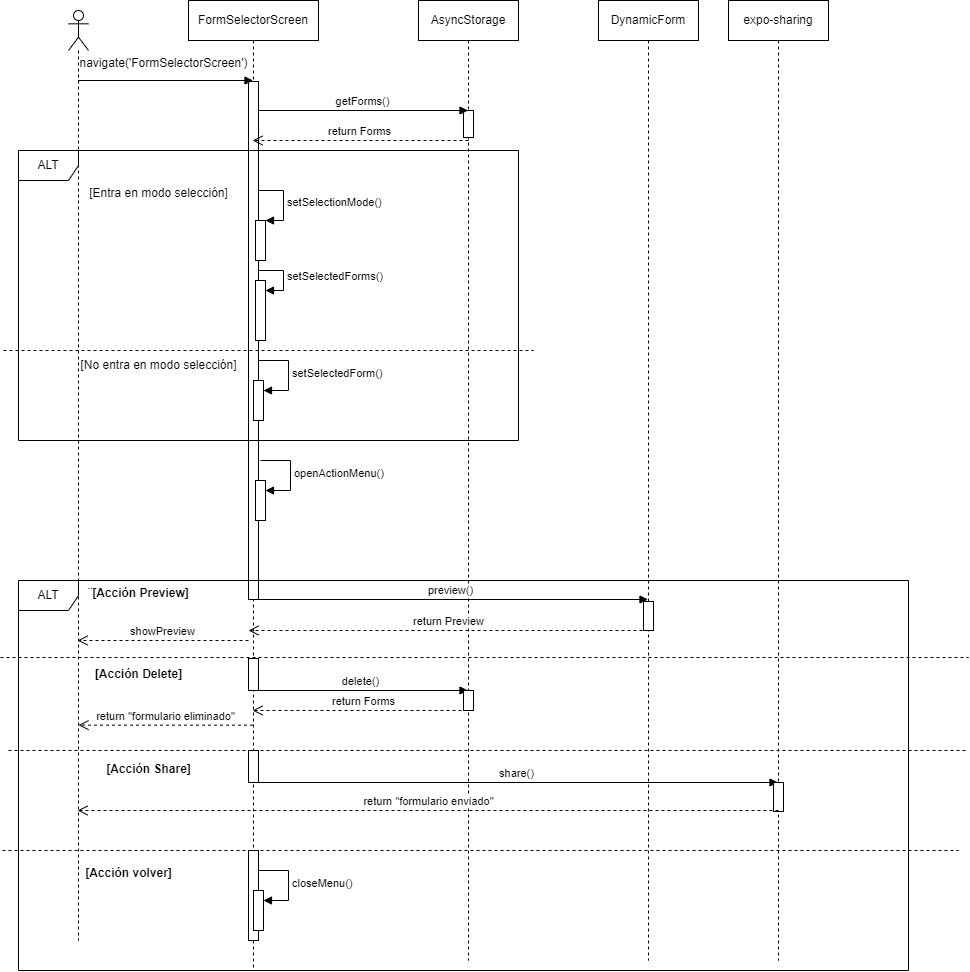 FormSelectorScreen
AsyncStorage
DynamicForm
expo-sharing
navigate('FormSelectorScreen')
getForms()
return Forms
ALT
[Entra en modo selección]
setSelectionMode()
setSelectedForms()
[No entra en modo selección]
setSelectedForm()
openActionMenu()
ALT
¨[Acción Preview]
preview()
return Preview
showPreview
[Acción Delete]
delete()
return Forms
return "formulario eliminado"
[Acción Share]
share()
return "formulario enviado"
[Acción volver]
closeMenu()